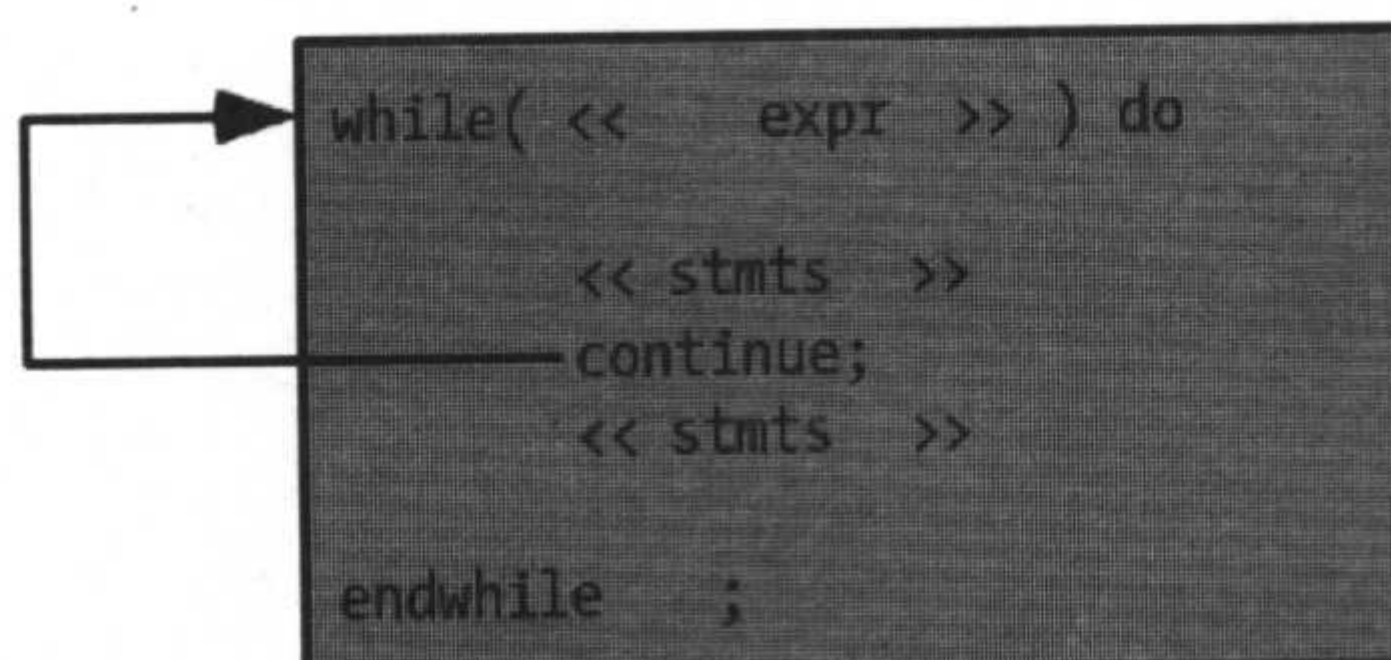 while( << expr >> ) do
<< stmts >>
continue;
<< stmts >>
endwhile ;